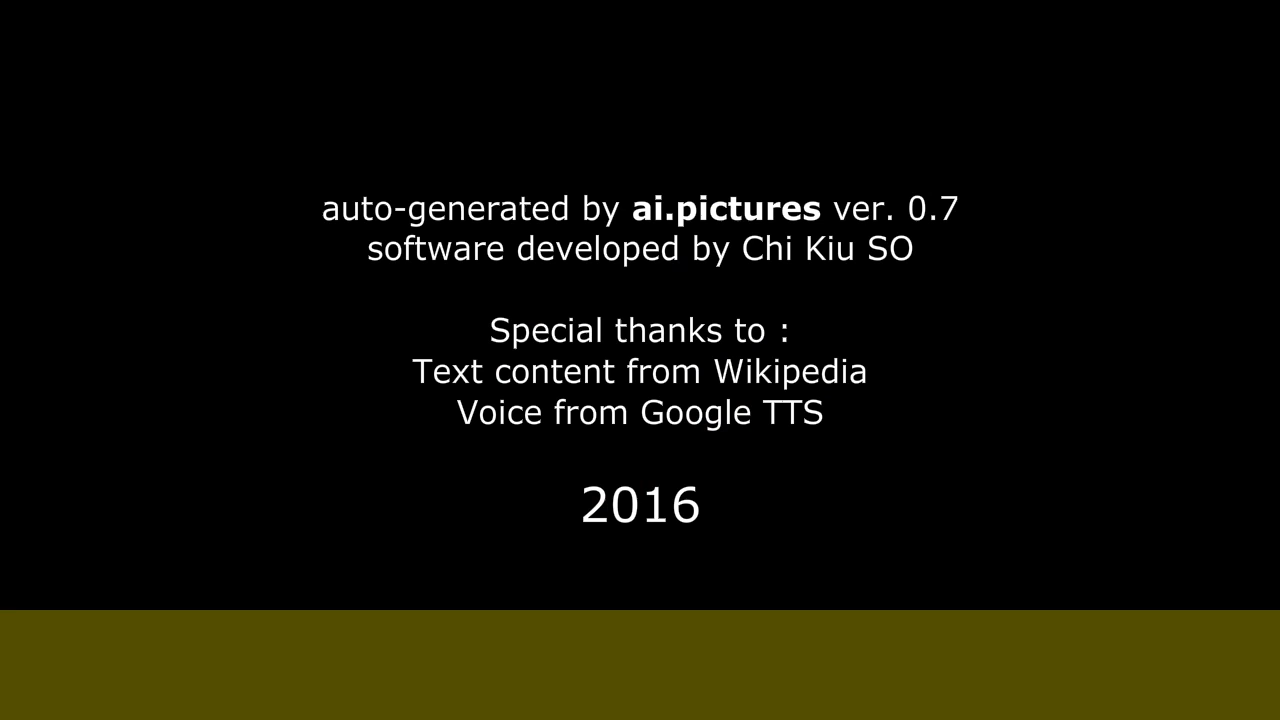 auto-generated by ai.pictures ver. 0.7
software developed by Chi Kiu SO
Special thanks to :
Text content from Wikipedia
Voice from Google TTS
2016